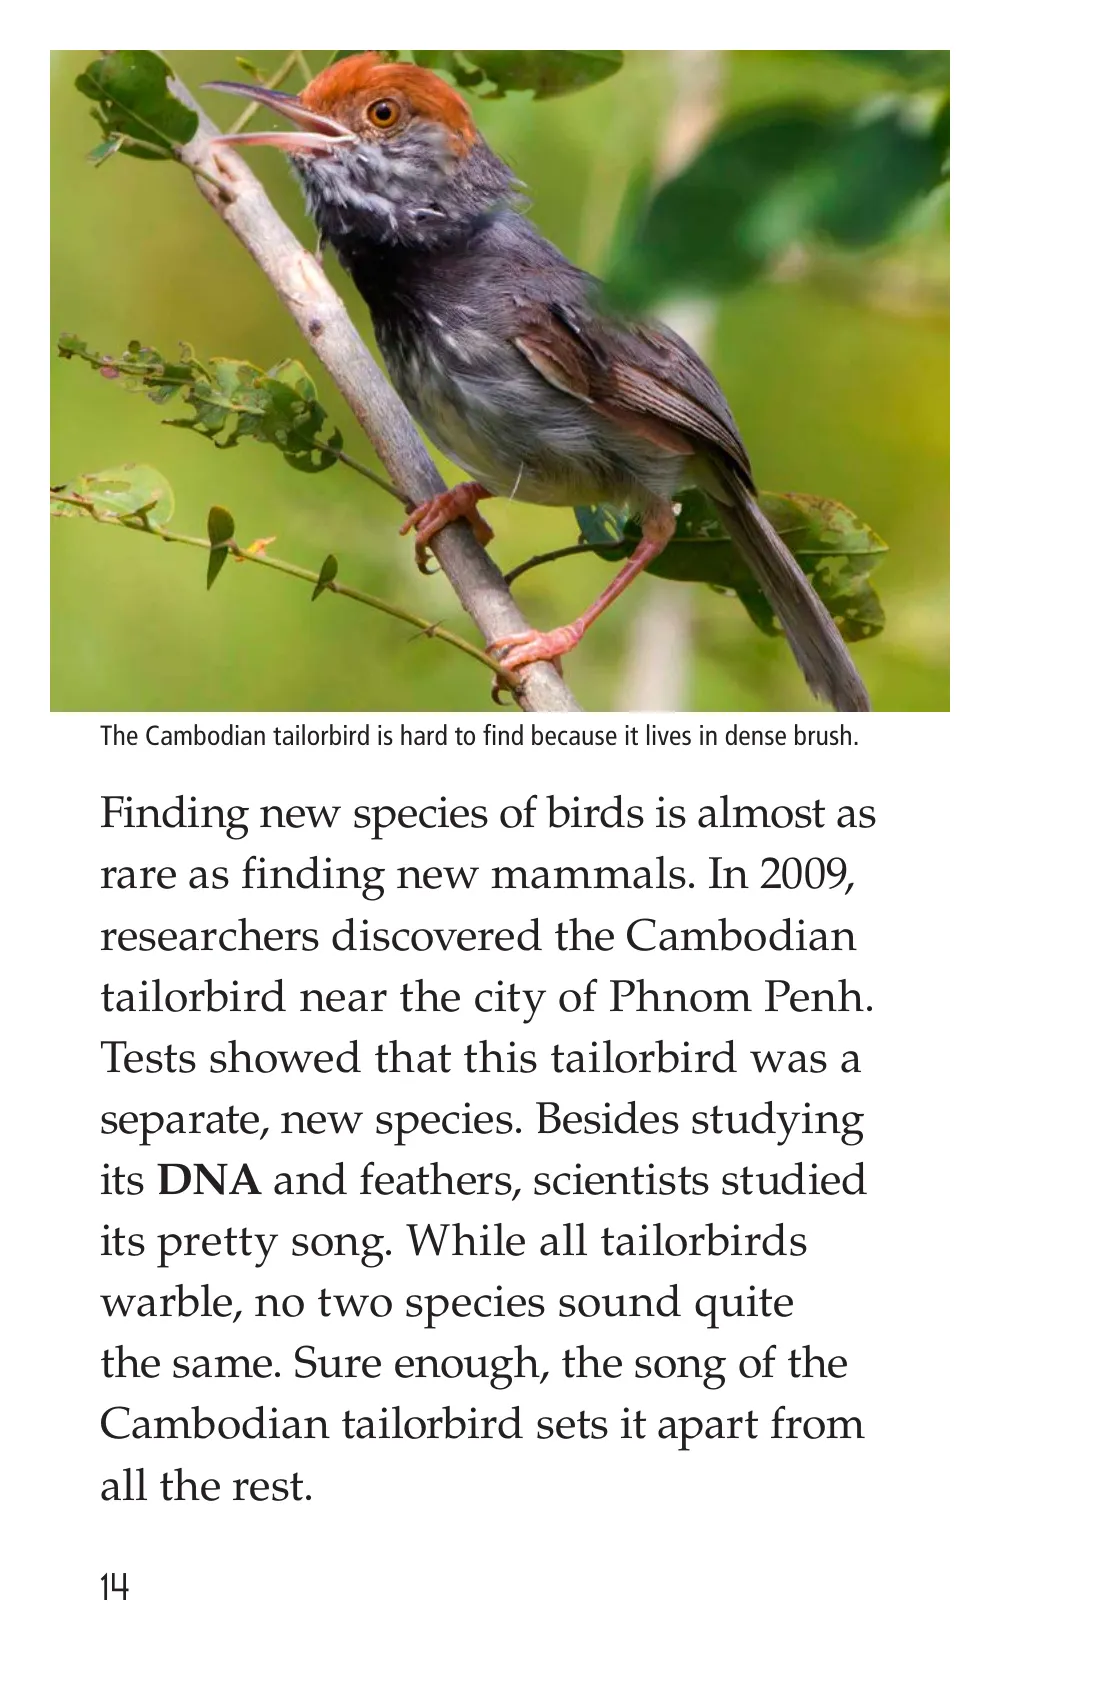 The Cambodian tailorbird is hard to find because it lives in dense brush.
Finding new species of birds is almost as
rare as finding new mammals. In 2009,
researchers discovered the Cambodian
tailorbird near the city of Phnom Penh.
Tests showed that this tailorbird was a
separate, new species. Besides studying
its DNA and feathers, scientists studied
its pretty song. While all tailorbirds
warble, no two species sound quite
the same. Sure enough, the song of the
Cambodian tailorbird sets it apart from
all the rest.
14